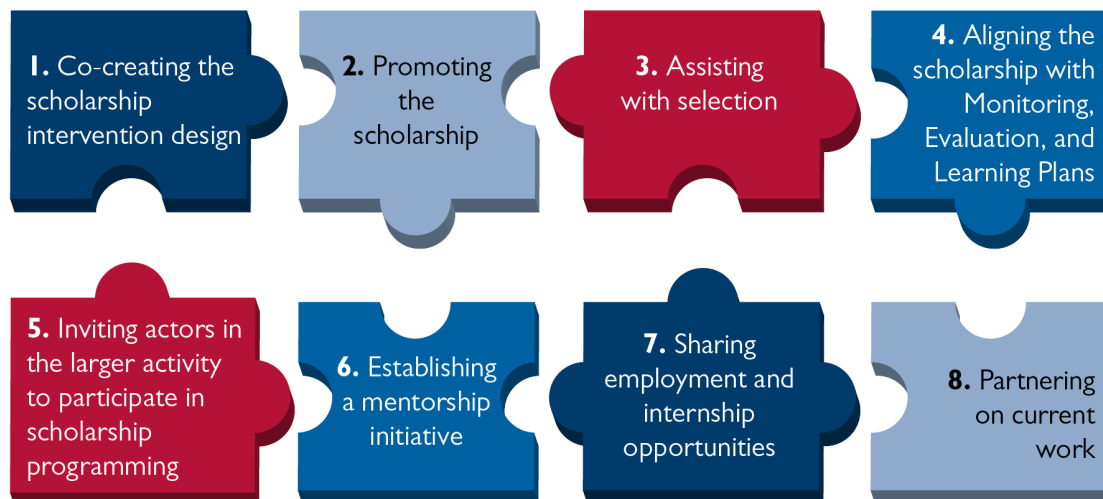 1. Co-creating the
scholarship
intervention design
2. Promoting
the
scholarship
3. Assisting
with selection
4. Aligning the
scholarship with
Monitoring,
Evaluation, and
Learning Plans
5. Inviting actors in
the larger activity
to participate in
scholarship
programming
6. Establishing
a mentorship
initiative
7. Sharing
employment and
internship
opportunities
8. Partnering
on current
work